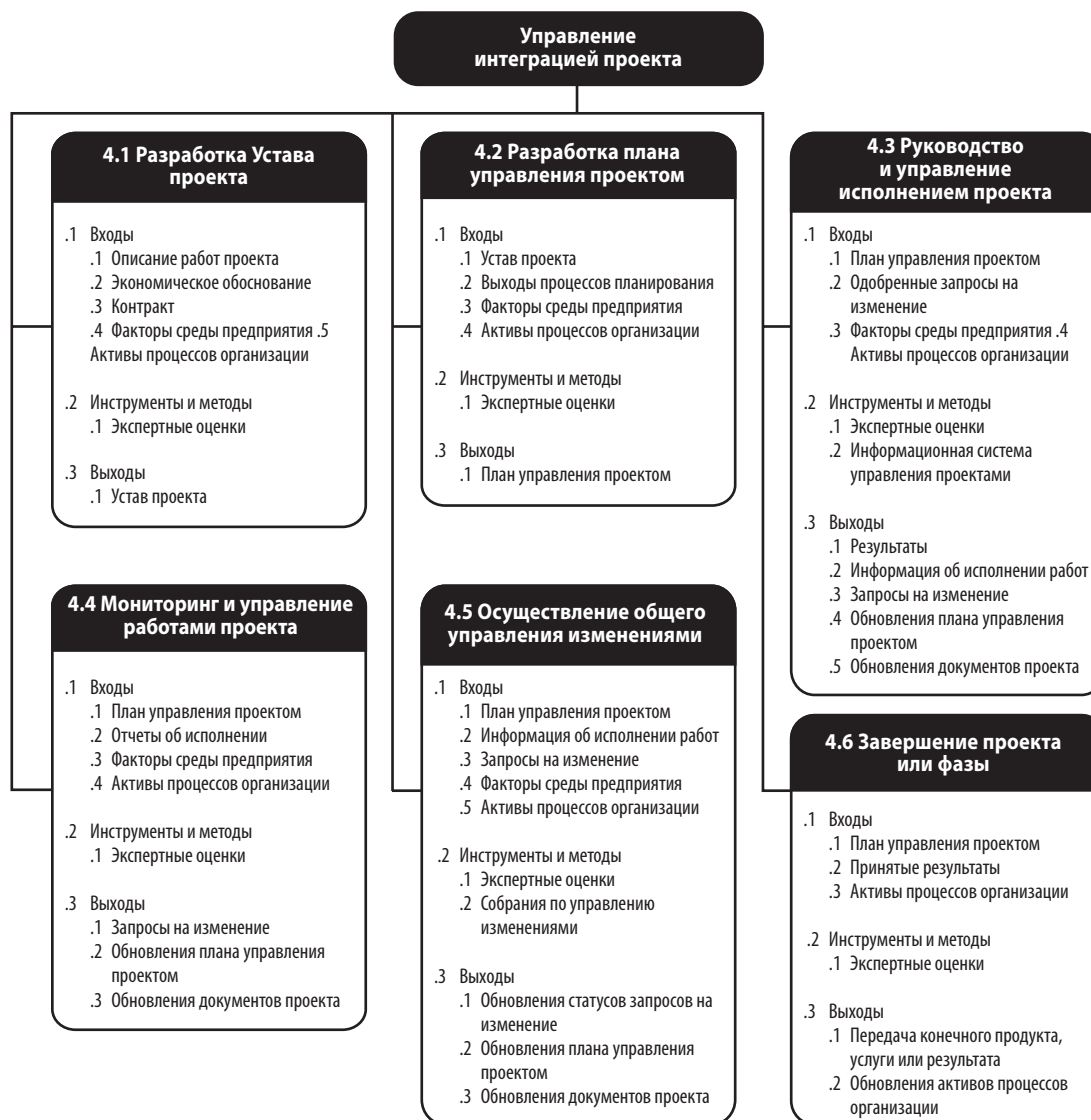 Управление
интеграцией проекта
4.1 Разработка Устава
проекта
.1 Входы
.1 Описание работ проекта
.2 Экономическое обоснование
.3 Контракт
.4 Факторы среды предприятия .5
Активы процессов организации
.2 Инструменты и методы
.1 Экспертные оценки
.3 Выходы
.1 Устав проекта
4.2 Разработка плана
управления проектом
.1 Входы
.1 Устав проекта
.2 Выходы процессов планирования
.3 Факторы среды предприятия
.4 Активы процессов организации
.2 Инструменты и методы
.1 Экспертные оценки
.3 Выходы
.1 План управления проектом
4.3 Руководство
и управление
исполнением проекта
.1 Входы
.1 План управления проектом
.2 Одобренные запросы на
изменение
.3 Факторы среды предприятия .4
Активы процессов организации
.2 Инструменты и методы
.1 Экспертные оценки
.2 Информационная система
управления проектами
.3 Выходы
.1 Результаты
.2 Информация об исполнении работ
.3 Запросы на изменение
.4 Обновления плана управления
проектом
.5 Обновления документов проекта
4.4 Мониторинг и управление
работами проекта
.1 Входы
.1 План управления проектом
.2 Отчеты об исполнении
.3 Факторы среды предприятия
.4 Активы процессов организации
.2 Инструменты и методы
.1 Экспертные оценки
.3 Выходы
.1 Запросы на изменение
.2 Обновления плана управления
проектом
.3 Обновления документов проекта
4.5 Осуществление общего
управления изменениями
.1 Входы
.1 План управления проектом
.2 Информация об исполнении работ
.3 Запросы на изменение
.4 Факторы среды предприятия
.5 Активы процессов организации
.2 Инструменты и методы
.1 Экспертные оценки
.2 Собрания по управлению
изменениями
.3 Выходы
.1 Обновления статусов запросов на
изменение
.2 Обновления плана управления
проектом
.3 Обновления документов проекта
4.6 Завершение проекта
или фазы
.1 Входы
.1 План управления проектом
.2 Принятые результаты
.3 Активы процессов организации
.2 Инструменты и методы
.1 Экспертные оценки
.3 Выходы
.1 Передача конечного продукта,
услуги или результата
.2 Обновления активов процессов
организации